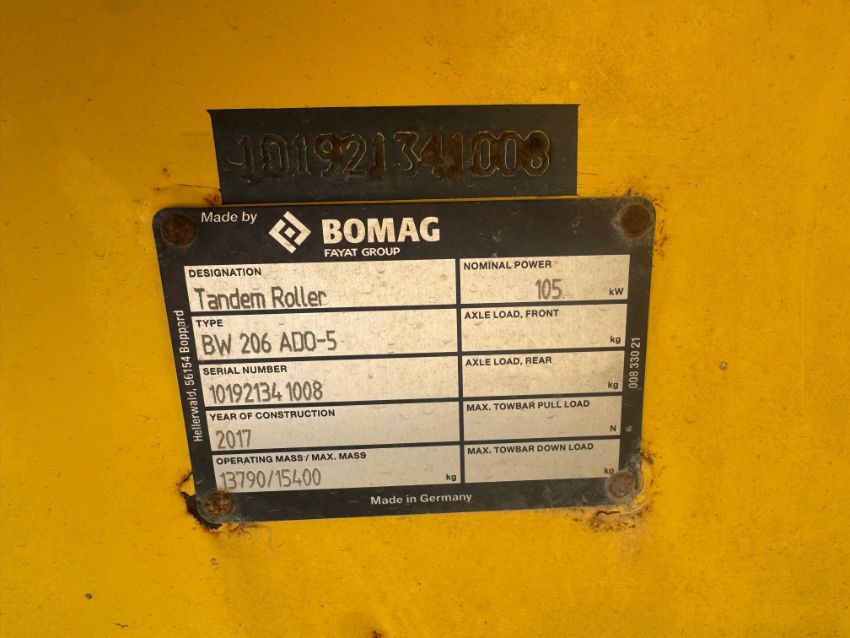 101921341008
Made by BOMAG
FAYAT GROUP
DESIGNATION
Tandem Roller
NOMINAL POWER
105 kW
TYPE
BW 206 ADO-5
AXLE LOAD, FRONT
kg
SERIAL NUMBER
10192134 1008
AXLE LOAD, REAR
kg
YEAR OF CONSTRUCTION
2017
MAX. TOWBAR PULL LOAD
N
OPERATING MASS / MAX. MASS
13790/15400 kg
MAX. TOWBAR DOWN LOAD
kg
Made in Germany
Hellerwald, 56154 Boppard
008 330 21